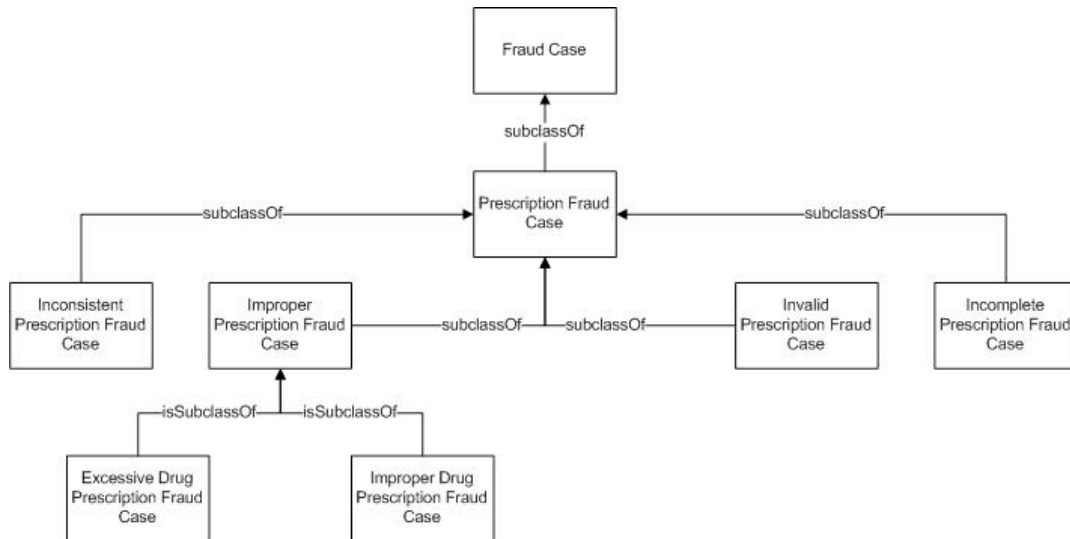 Fraud Case
subclassOf
Prescription Fraud
Case
subclassOf
subclassOf
Inconsistent
Prescription Fraud
Case
Improper
Prescription Fraud
Case
subclassOf
subclassOf
Invalid
Prescription Fraud
Case
Incomplete
Prescription Fraud
Case
isSubclassOf
isSubclassOf
Excessive Drug
Prescription Fraud
Case
Improper Drug
Prescription Fraud
Case